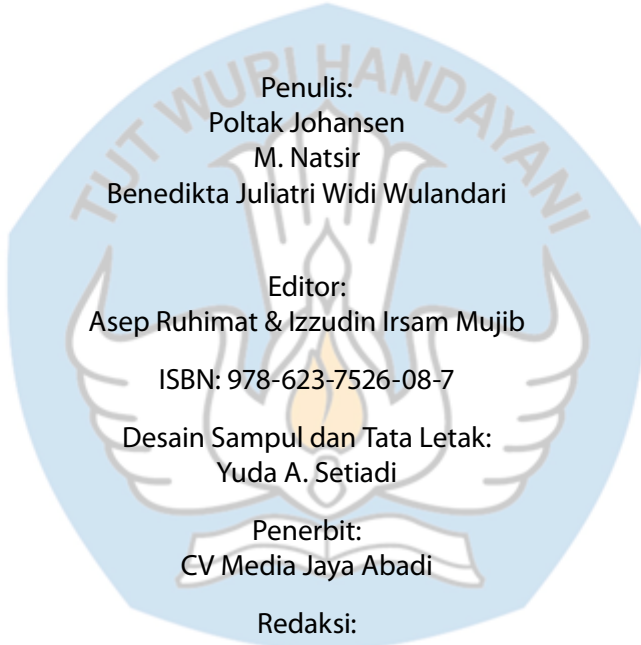 TUT WURI HANDAYANI
Penulis:
Poltak Johansen
M. Natsir
Benedikta Juliatri Widi Wulandari
Editor:
Asep Ruhimat & Izzudin Irsam Mujib
ISBN: 978-623-7526-08-7
Desain Sampul dan Tata Letak:
Yuda A. Setiadi
Penerbit:
CV Media Jaya Abadi
Redaksi: